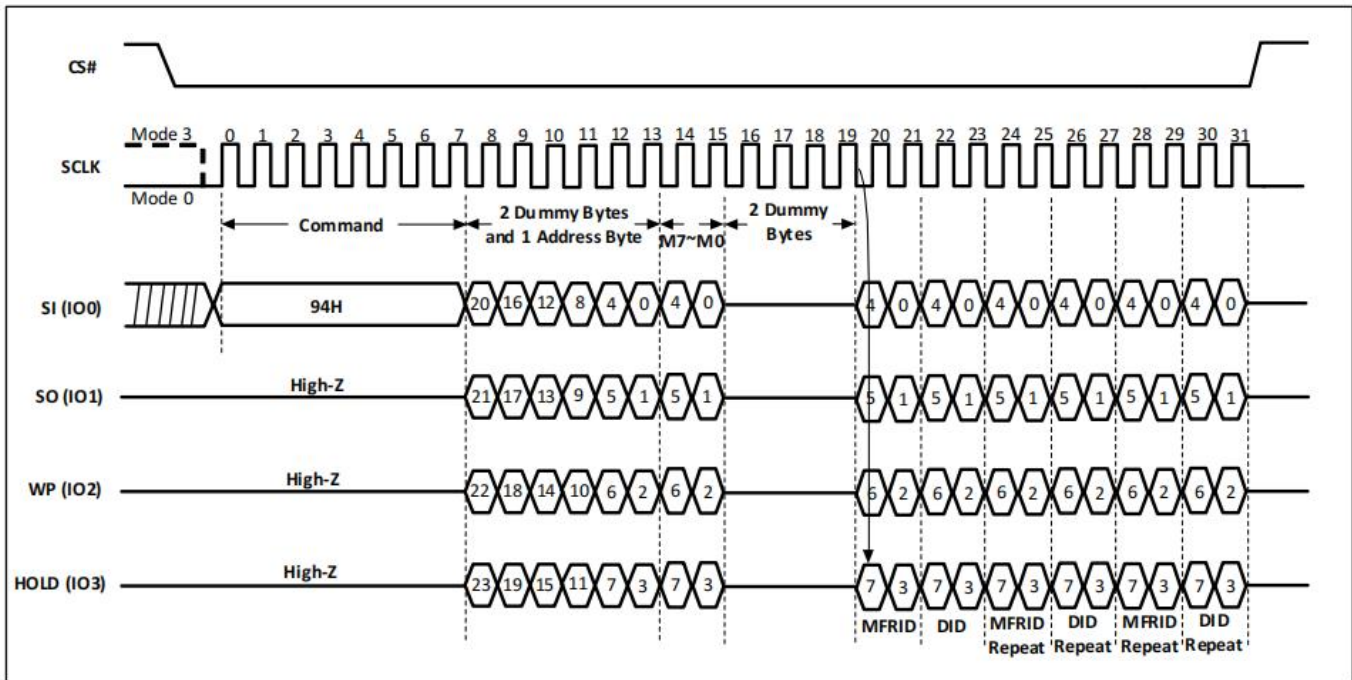 CS#
Mode 3 0 1 2 3 4 5 6 7 8 9 10 11 12 13 14 15 16 17 18 19 20 21 22 23 24 25 26 27 28 29 30 31
SCLK
Mode 0
Command
2 Dummy Bytes
and 1 Address Byte
M7~M0
2 Dummy
Bytes
SI (IO0) 94H 20 16 12 8 4 0 4 0 4 0 4 0 4 0 4 0 4 0 4 0
SO (IO1) High-Z 21 17 13 9 5 1 5 1 5 1 5 1 5 1 5 1 5 1 5 1
WP (IO2) High-Z 22 18 14 10 6 2 6 2 6 2 6 2 6 2 6 2 6 2 6 2
HOLD (IO3) High-Z 23 19 15 11 7 3 7 3 7 3 7 3 7 3 7 3 7 3 7 3
MFRID DID MFRID DID MFRID DID
Repeat Repeat Repeat Repeat